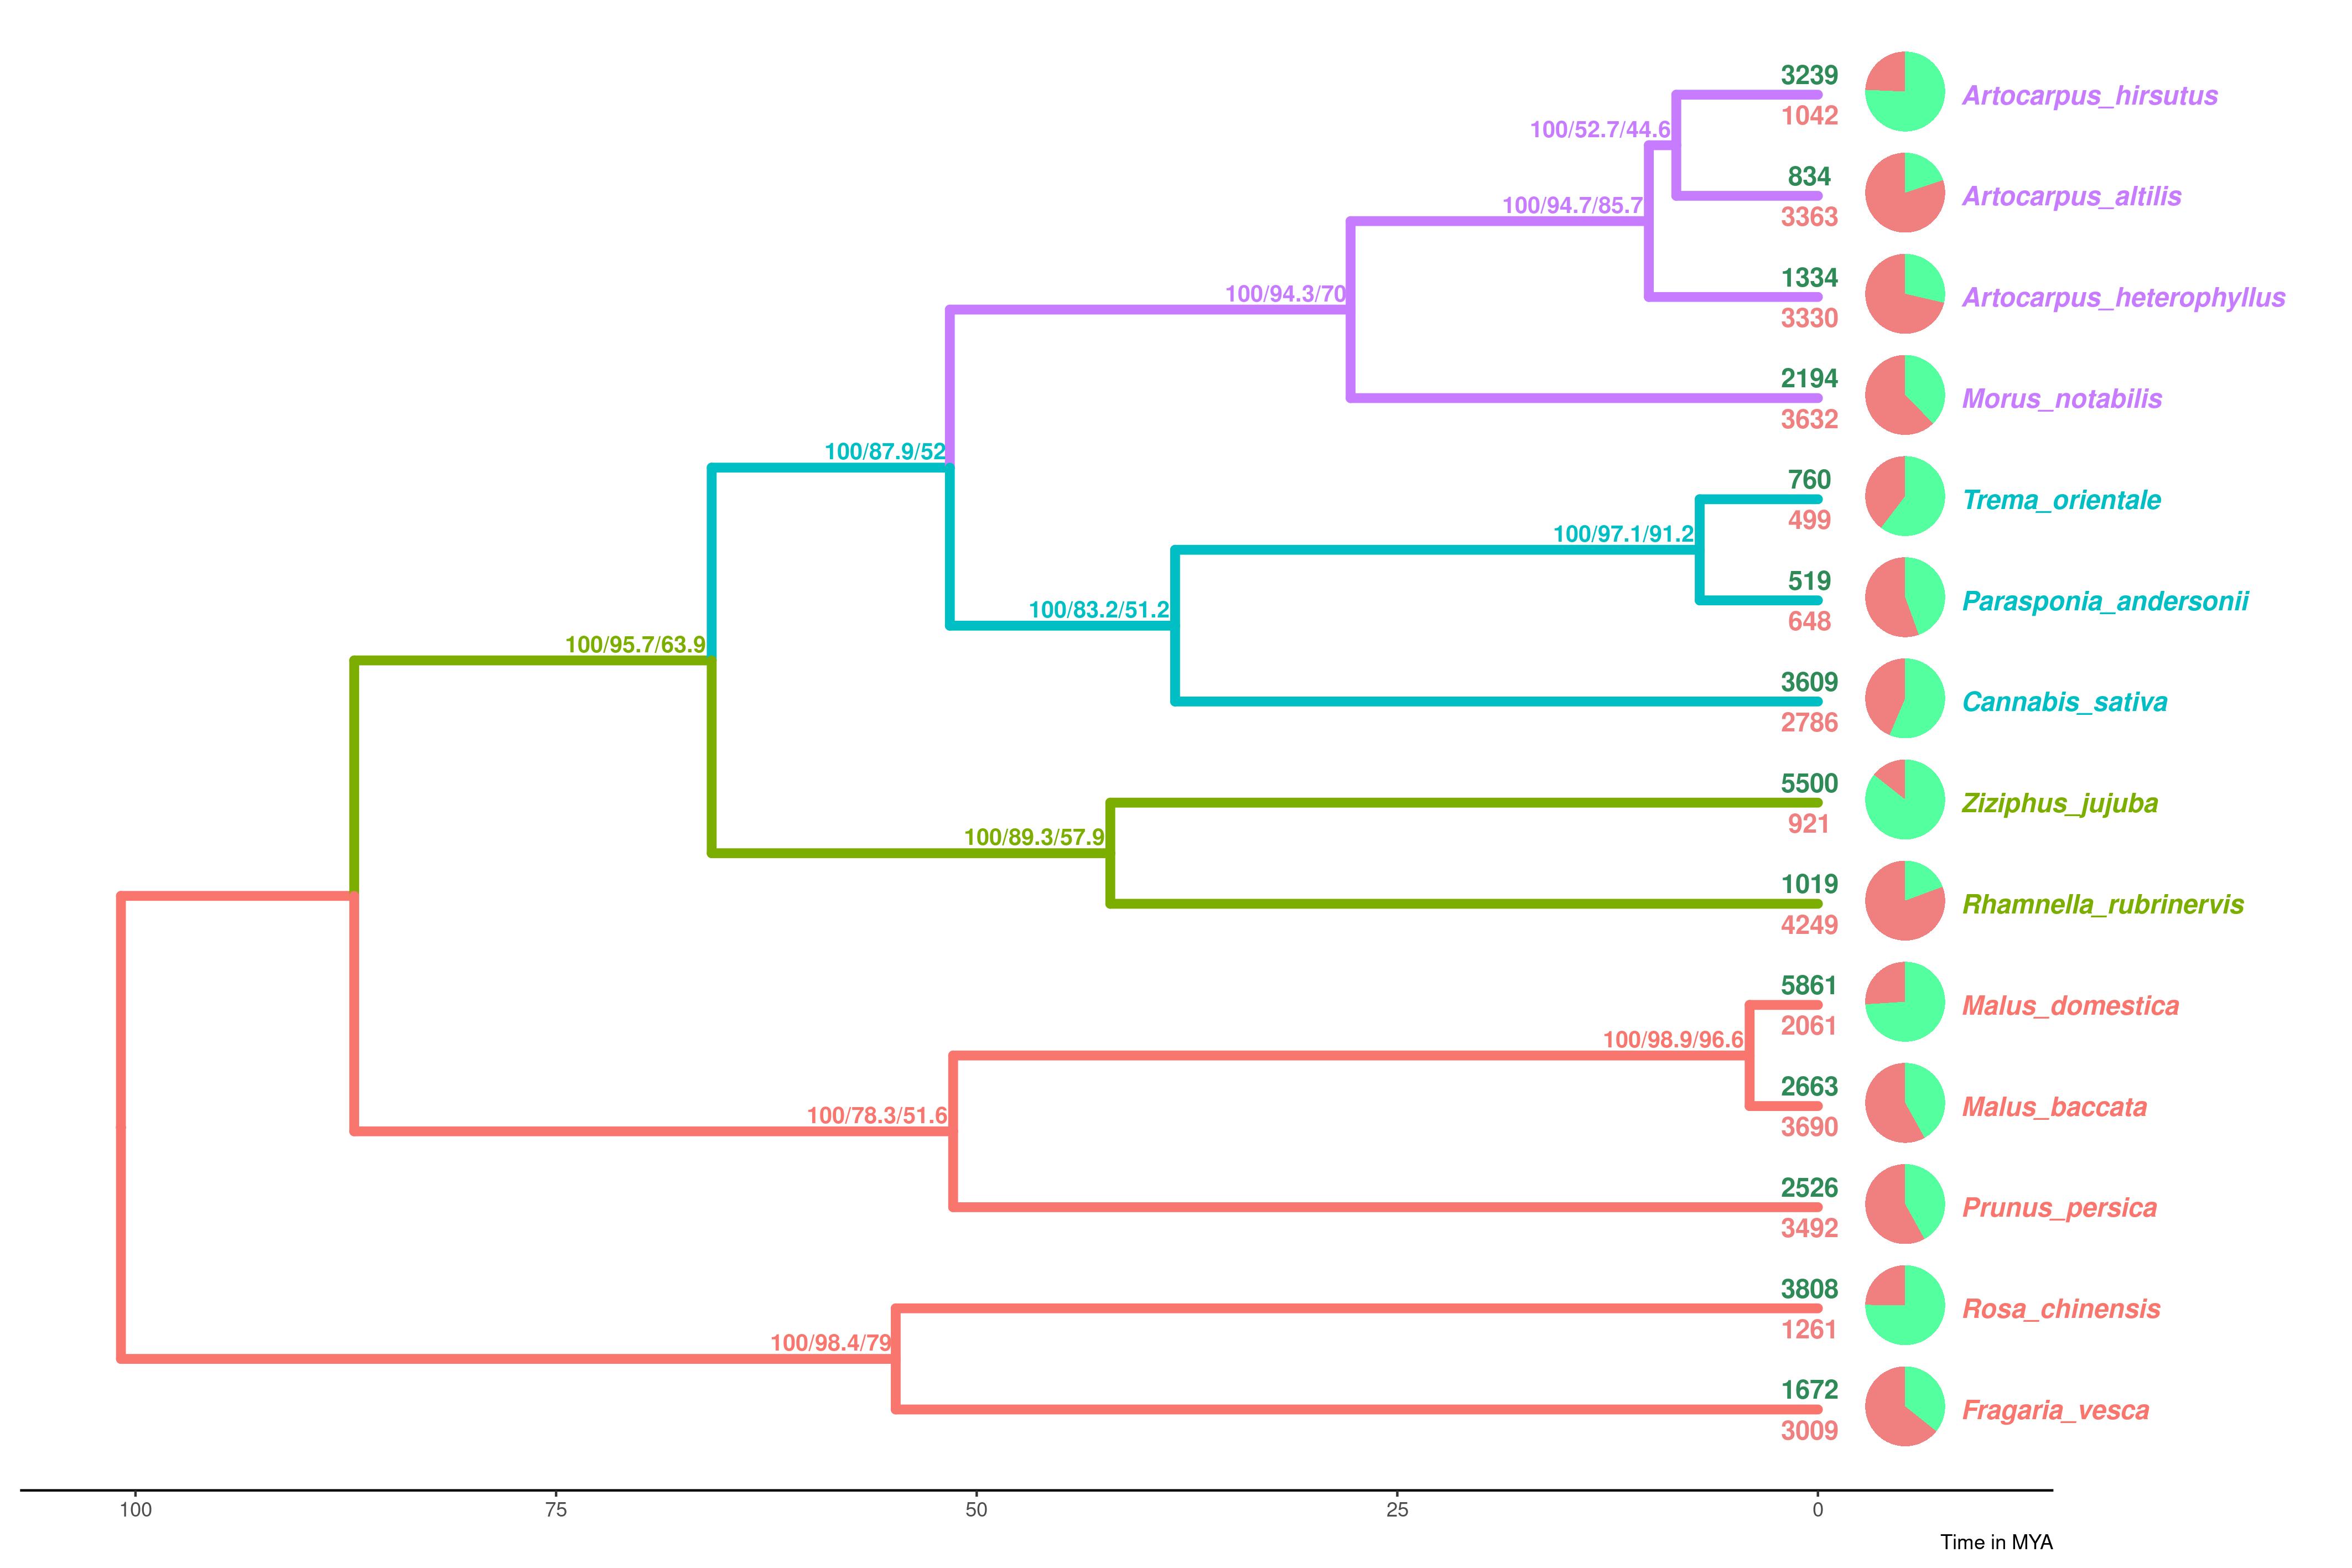 3239
Artocarpus_hirsutus
1042
100/52.7/44.6
834
Artocarpus_altilis
3363
100/94.7/85.7
1334
Artocarpus_heterophyllus
3330
100/94.3/70
2194
Morus_notabilis
3632
100/87.9/52
760
Trema_orientale
499
100/97.1/91.2
519
Parasponia_andersonii
648
100/83.2/51.2
100/95.7/63.9
3609
Cannabis_sativa
2786
5500
Ziziphus_jujuba
921
100/89.3/57.9
1019
Rhamnella_rubrinervis
4249
5861
Malus_domestica
2061
100/98.9/96.6
2663
Malus_baccata
3690
100/78.3/51.6
2526
Prunus_persica
3492
3808
Rosa_chinensis
1261
100/98.4/79
1672
Fragaria_vesca
3009
100 75 50 25 0
Time in MYA